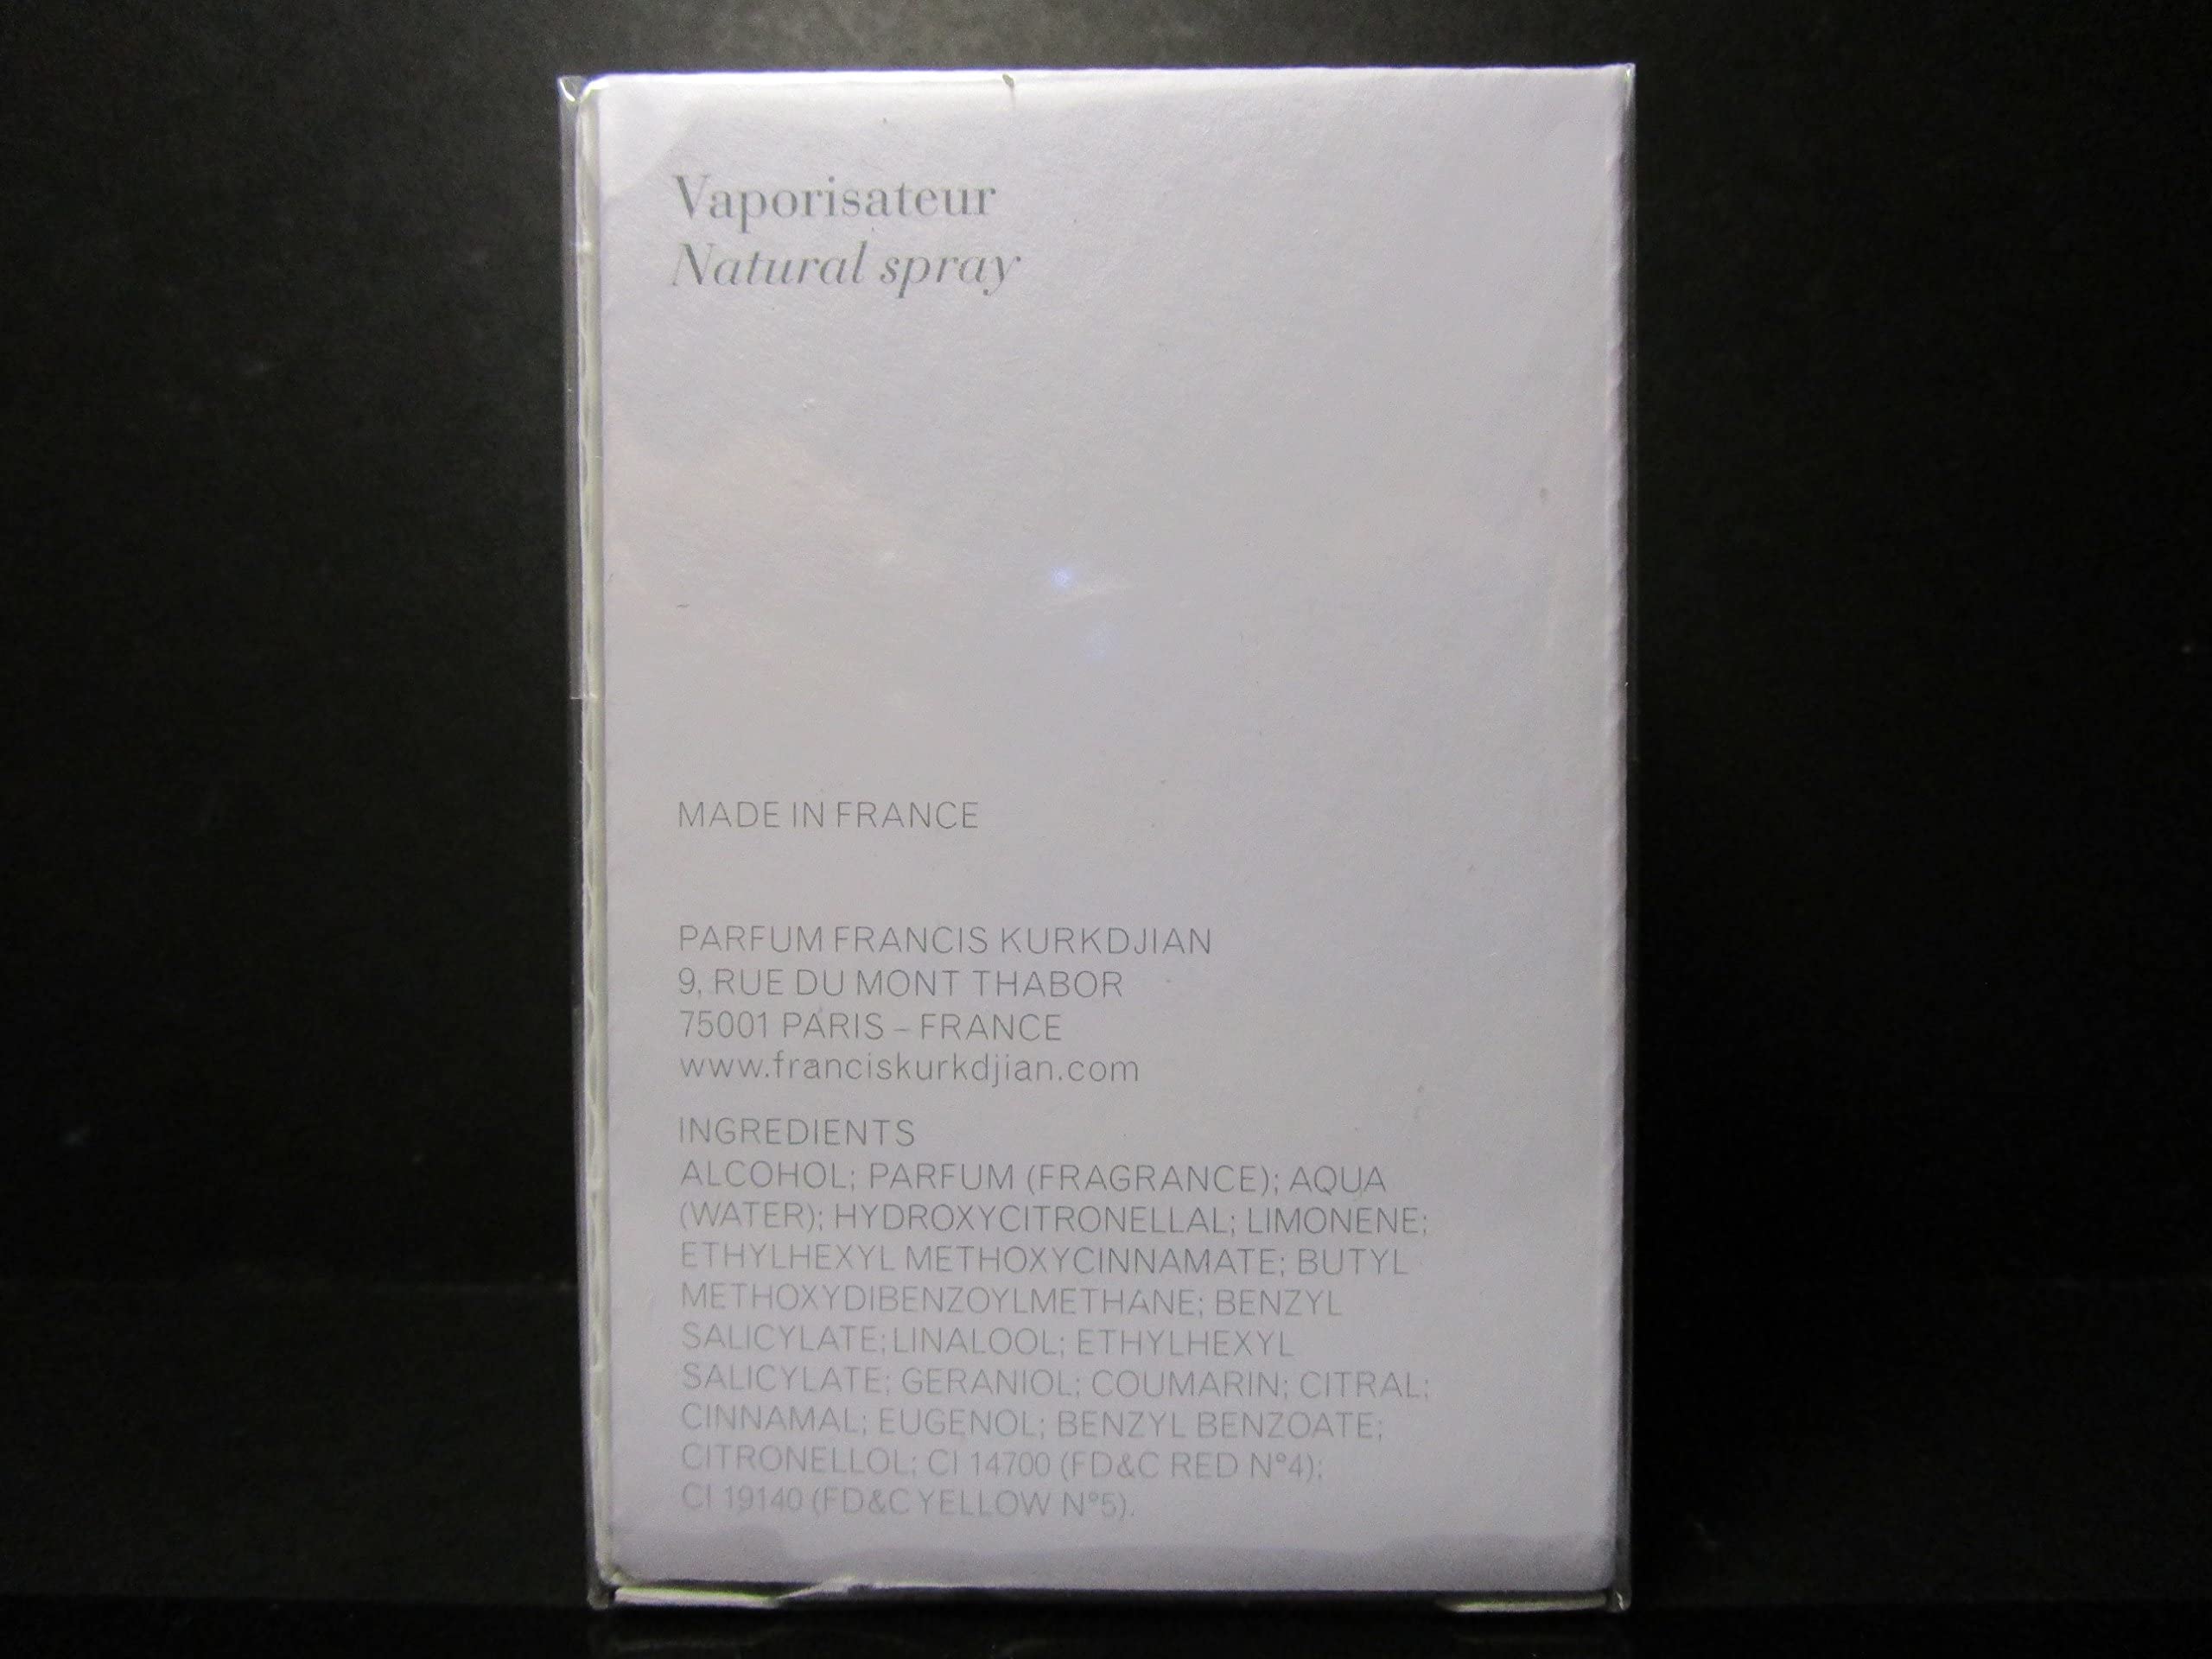 Vaporisateur
Natural spray
MADE IN FRANCE
PARFUM FRANCIS KURKDJIAN
9, RUE DU MONT THABOR
75001 PARIS – FRANCE
www.franciskurkdjian.com
INGREDIENTS
ALCOHOL; PARFUM (FRAGRANCE); AQUA
(WATER); HYDROXYCITRONELLAL; LIMONENE;
ETHYLHEXYL METHOXYCINNAMATE; BUTYL
METHOXYDIBENZOYLMETHANE; BENZYL
SALICYLATE; LINALOOL; ETHYLHEXYL
SALICYLATE; GERANIOL; COUMARIN; CITRAL;
CINNAMAL; EUGENOL; BENZYL BENZOATE;
CITRONELLOL; CI 14700 (FD&C RED N°4);
CI 19140 (FD&C YELLOW N°5).